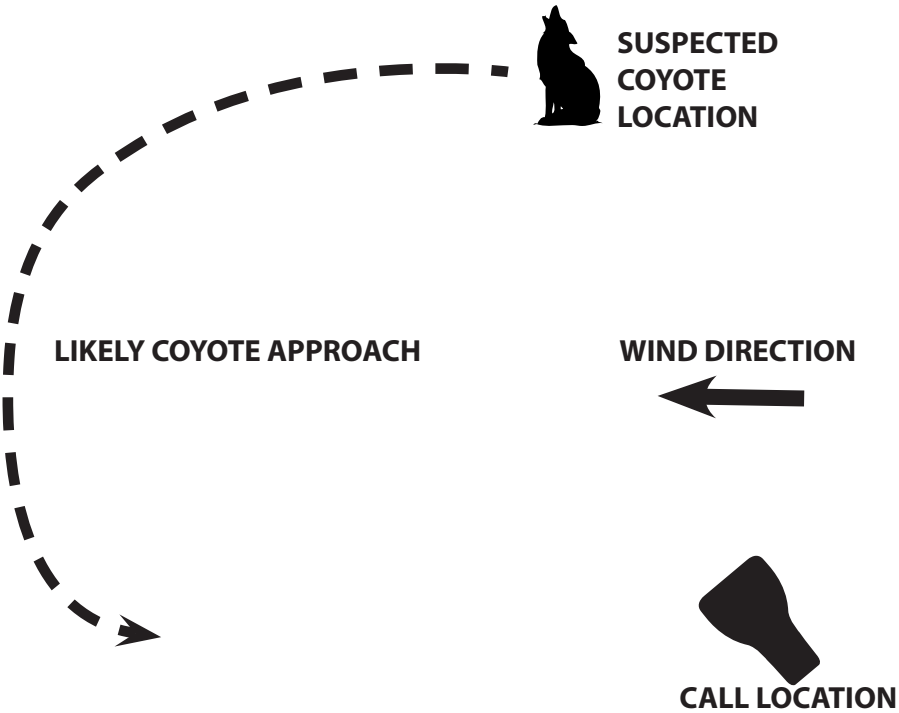 SUSPECTED
COYOTE
LOCATION
LIKELY COYOTE APPROACH
WIND DIRECTION
CALL LOCATION